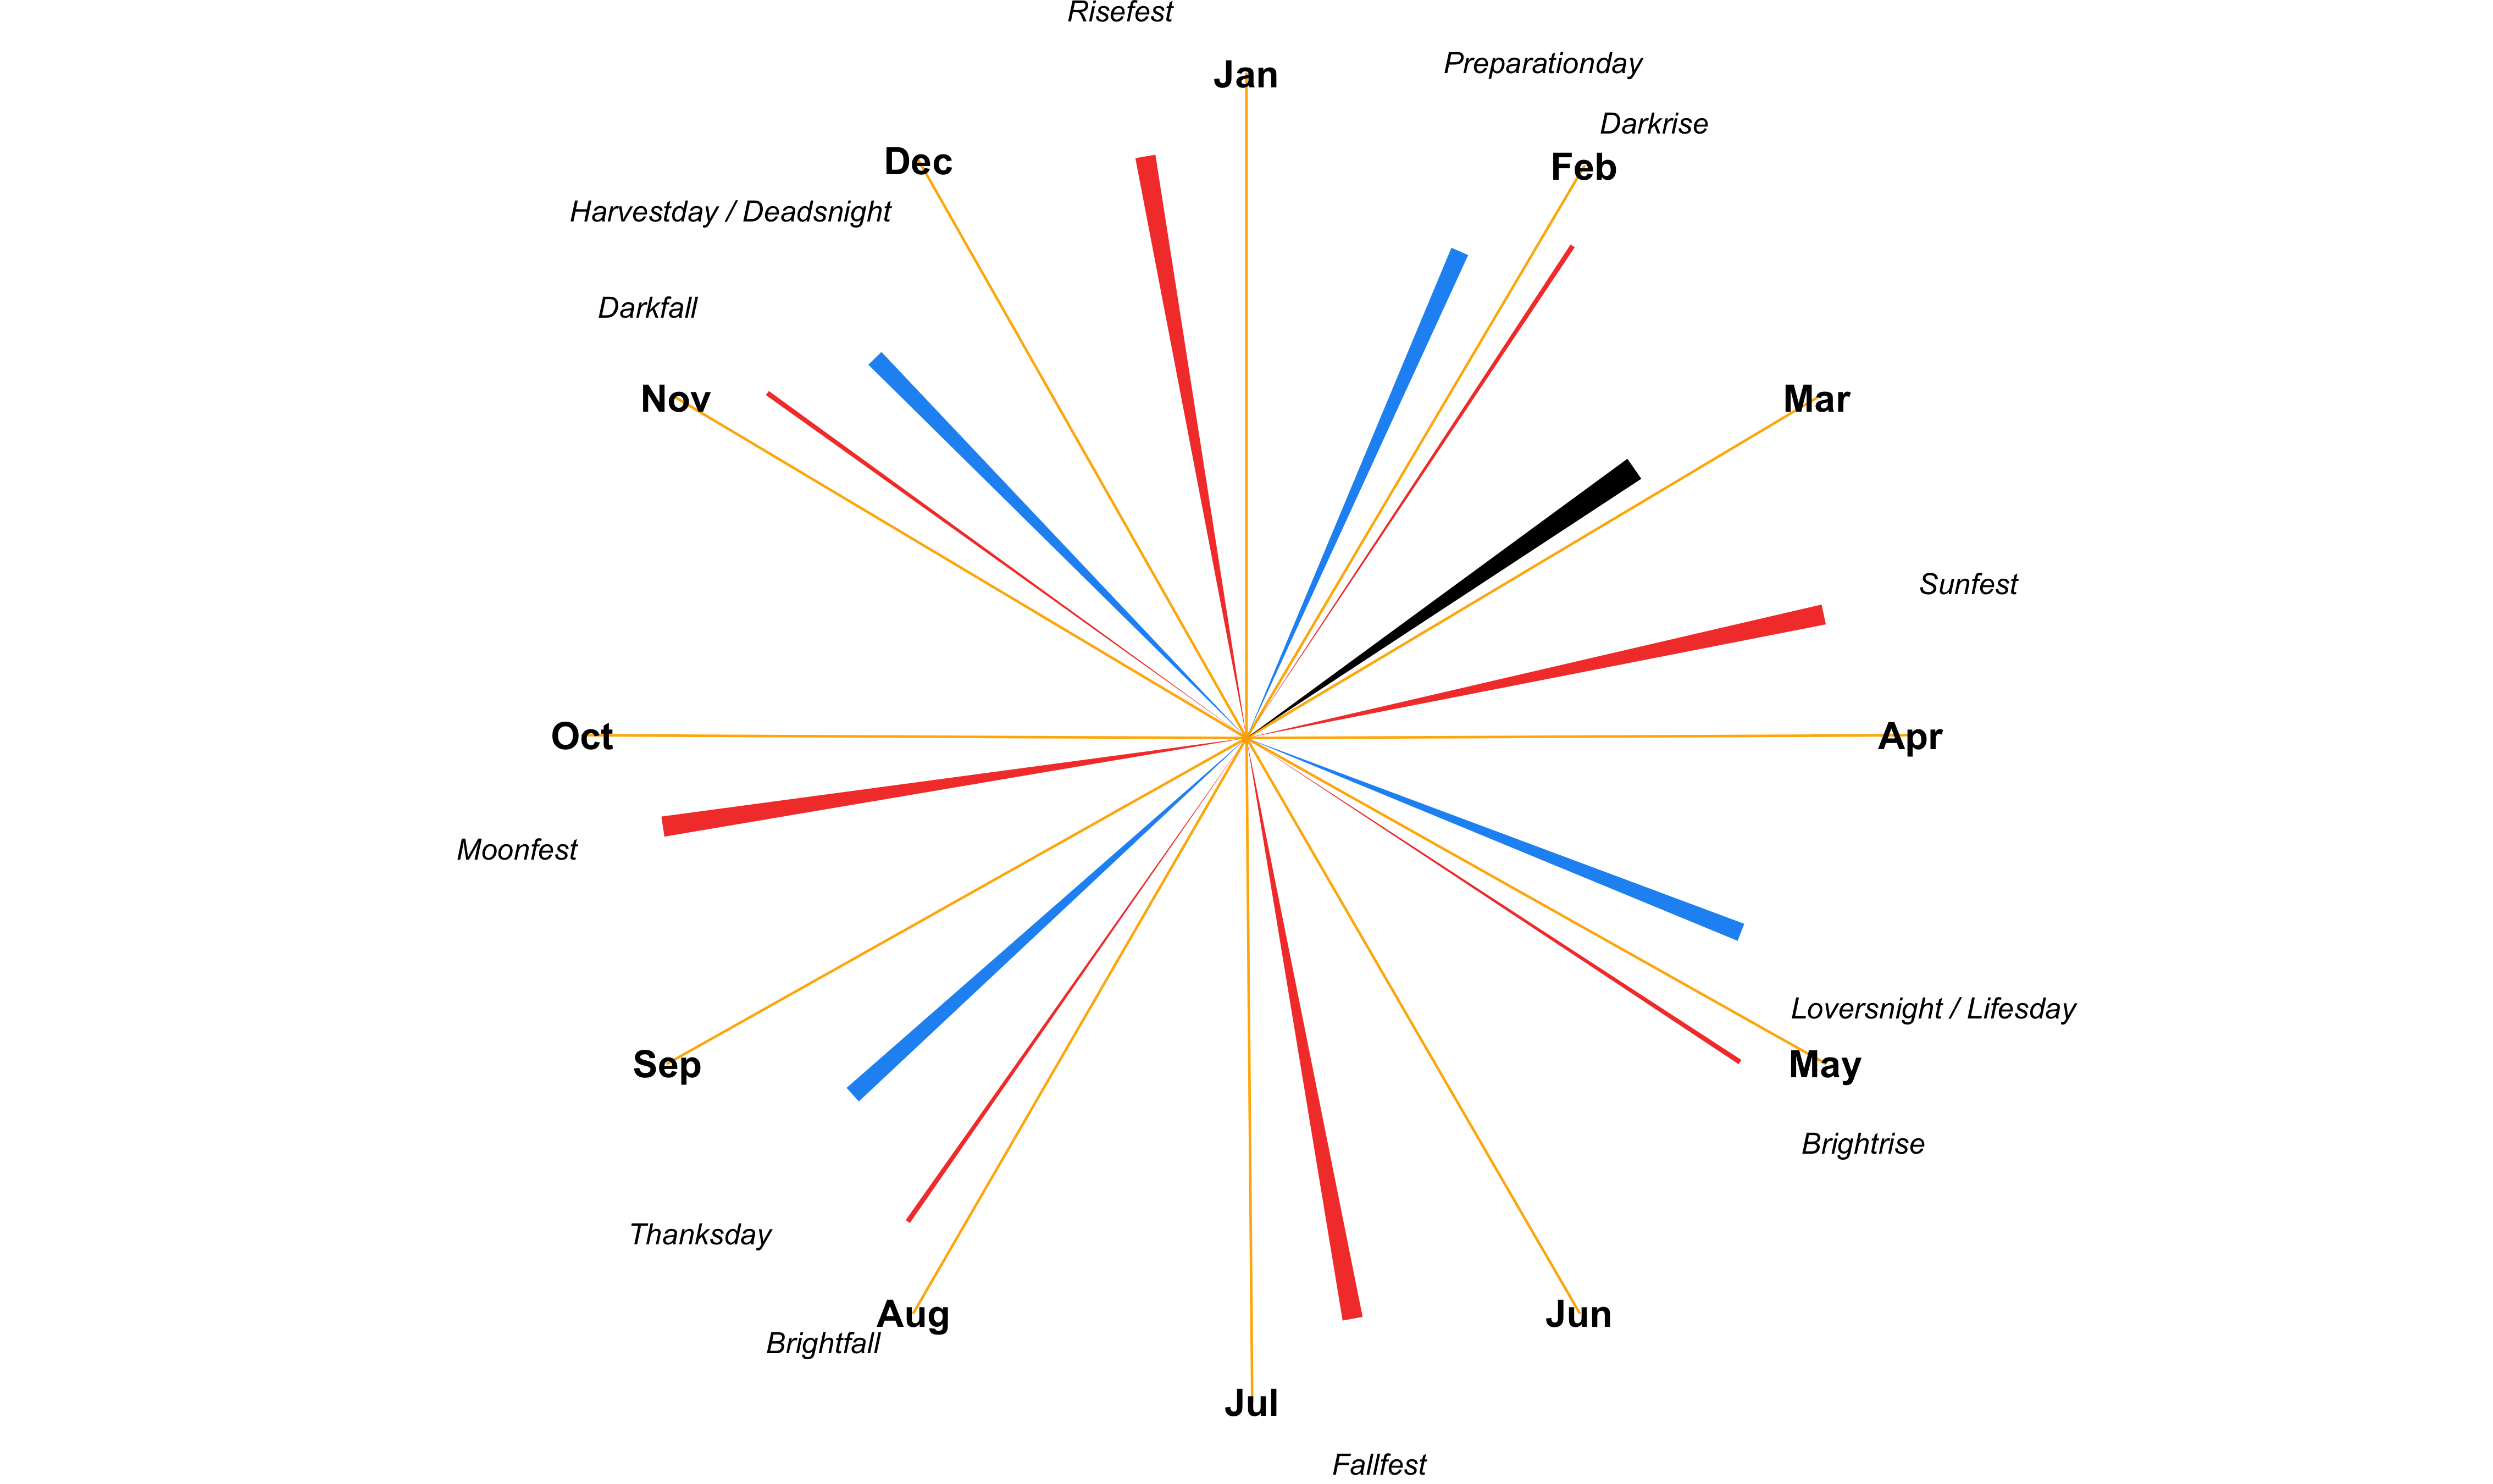 Risefest
Preparationday
Jan
Darkrise
Dec
Feb
Harvestday / Deadsnight
Darkfall
Nov
Mar
Sunfest
Oct
Apr
Moonfest
Loversnight / Lifesday
Sep
May
Brightrise
Thanksday
Aug
Jun
Brightfall
Jul
Fallfest